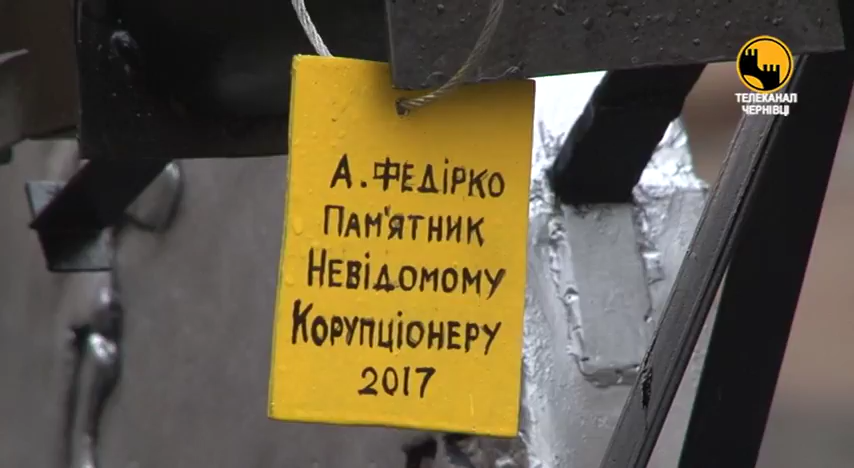 ТЕЛЕКАНАЛ
ЧЕРНІВЦІ
А. ФЕДІРКО
ПАМ'ЯТНИК
НЕВІДОМОМУ
КОРУПЦІОНЕРУ
2017